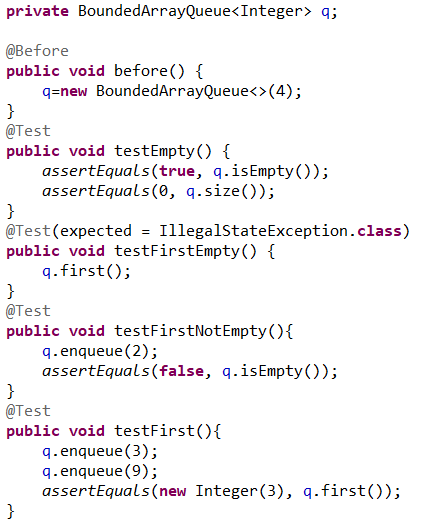 private BoundedArrayQueue<Integer> q;
@Before
public void before() {
q=new BoundedArrayQueue<>(4);
}
@Test
public void testEmpty() {
assertEquals(true, q.isEmpty());
assertEquals(0, q.size());
}
@Test(expected = IllegalStateException.class)
public void testFirstEmpty() {
q.first();
}
@Test
public void testFirstNotEmpty(){
q.enqueue(2);
assertEquals(false, q.isEmpty());
}
@Test
public void testFirst(){
q.enqueue(3);
q.enqueue(9);
assertEquals(new Integer(3), q.first());
}